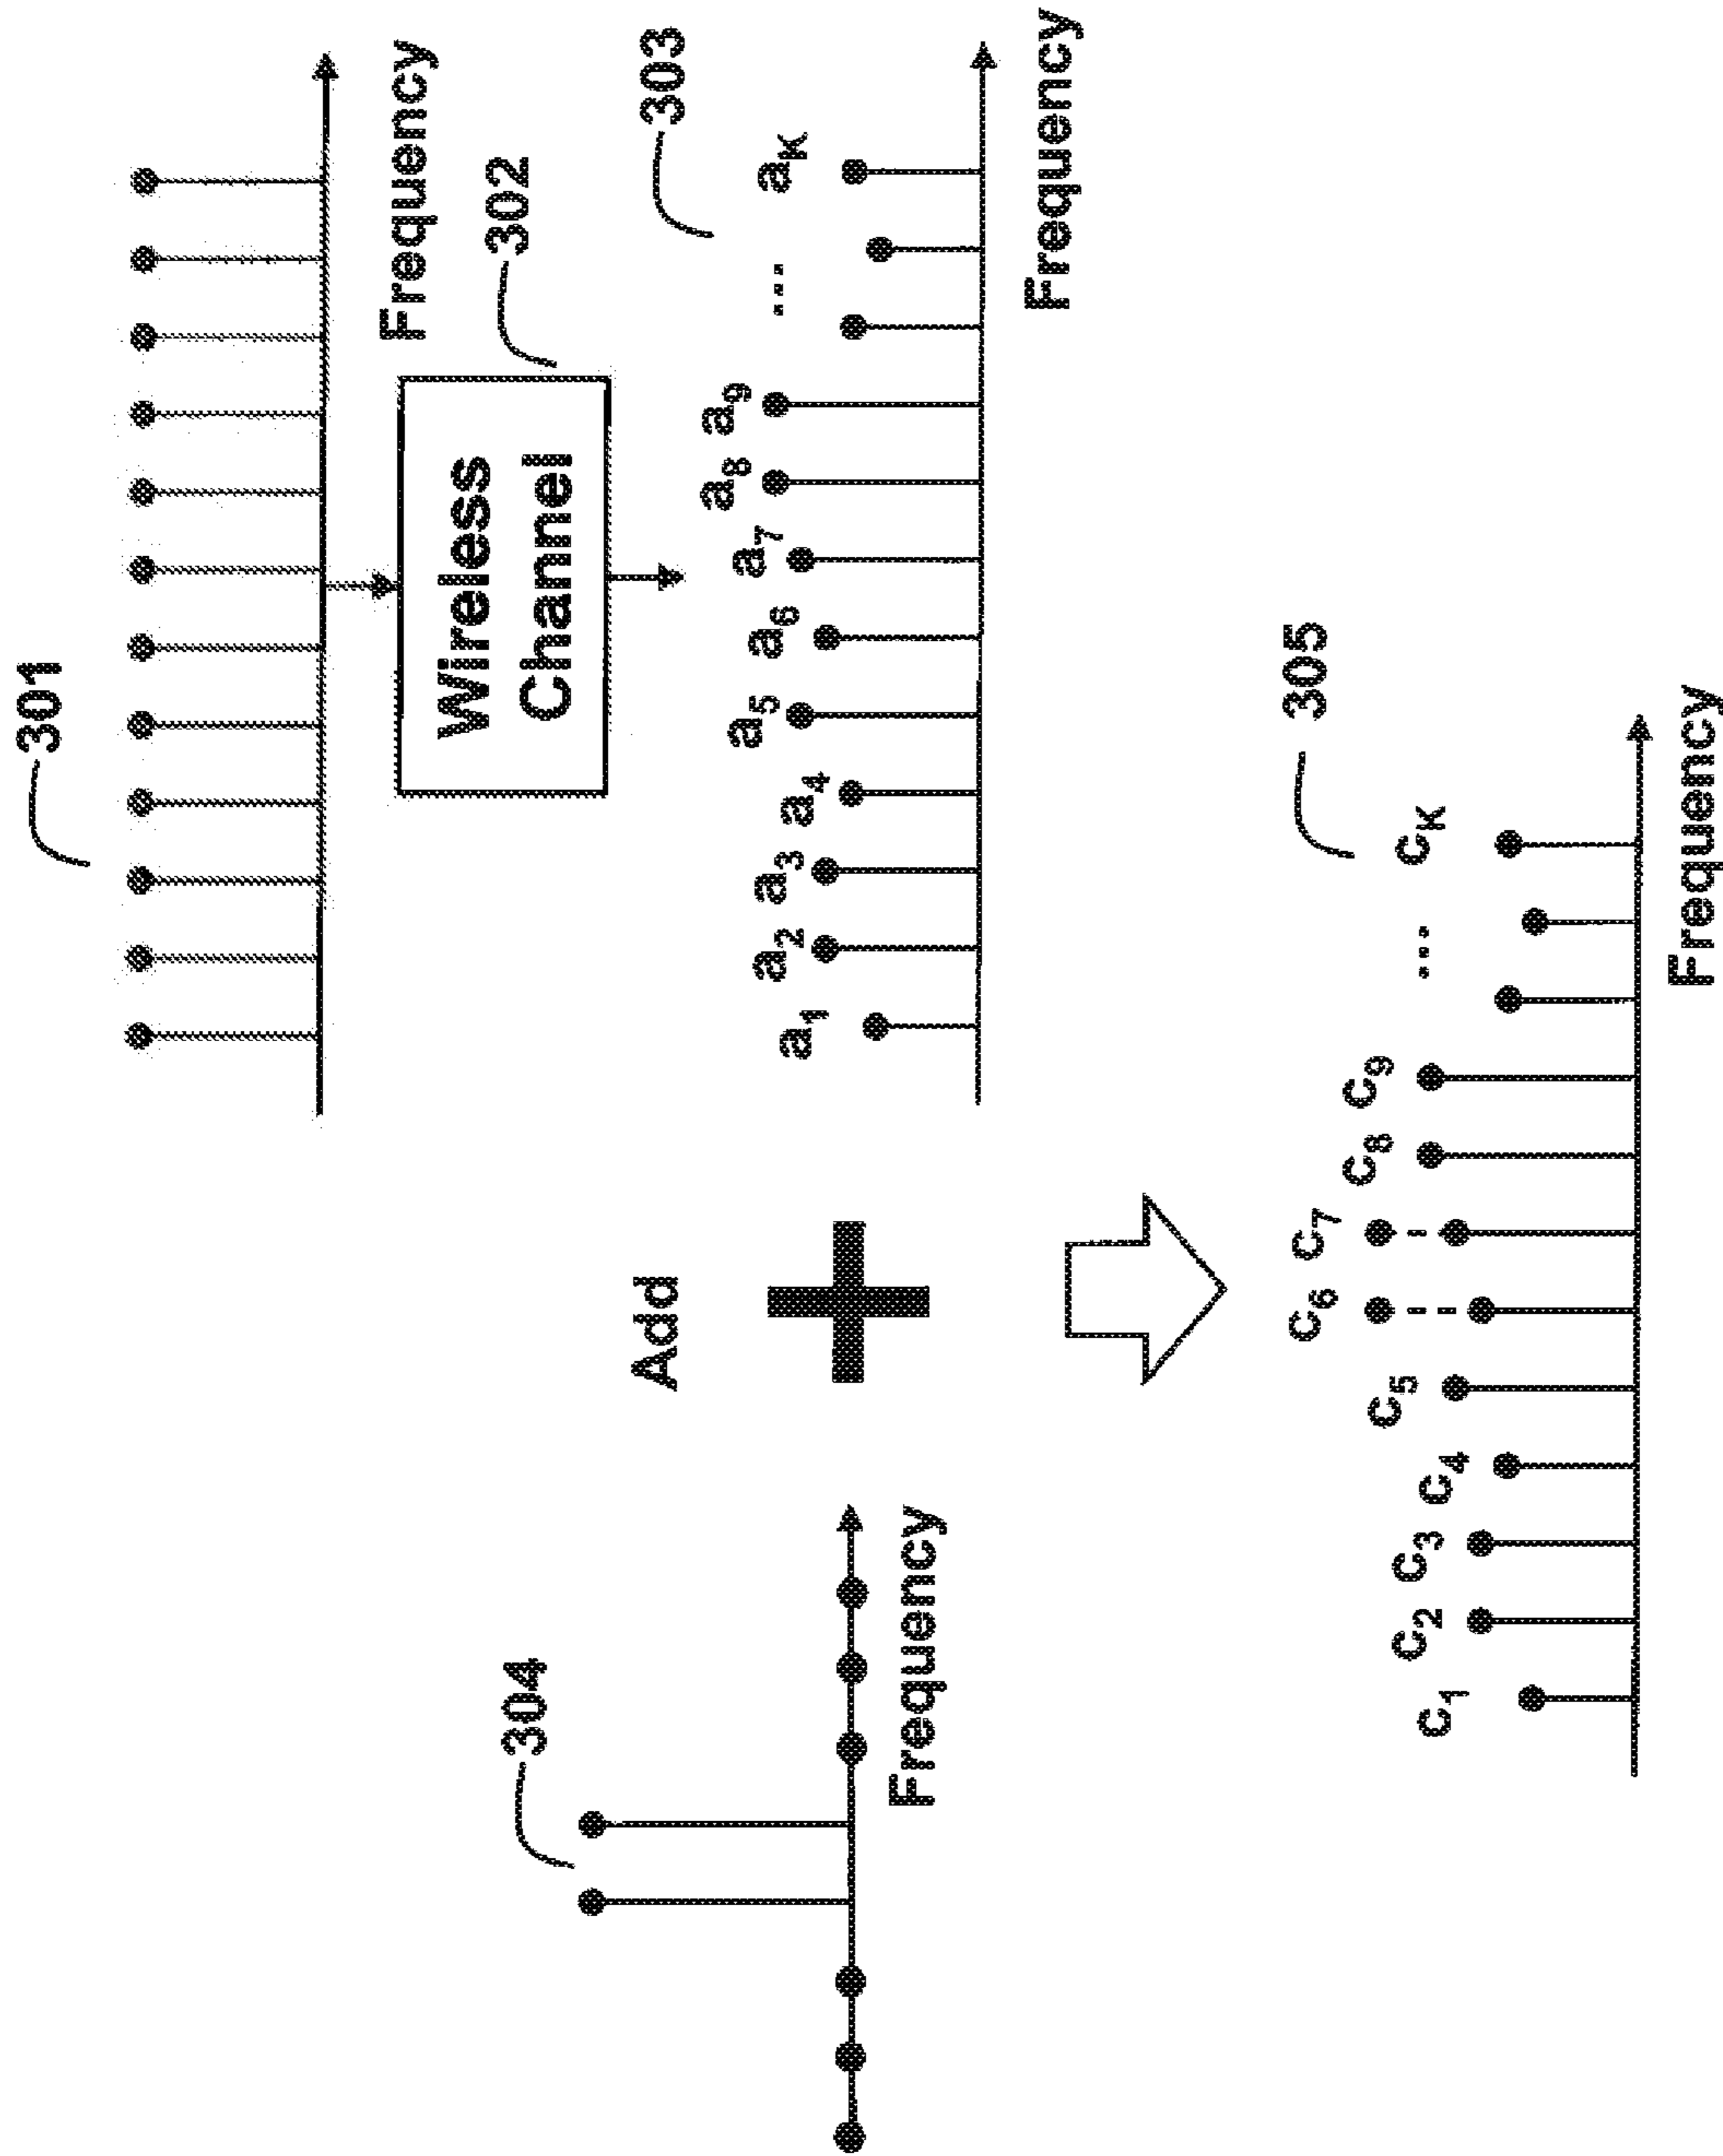 301
Frequency
302
Wireless
Channel
303
a1 a2 a3 a4 a5 a6 a7 a8 a9 ... aK
Frequency
304
Frequency
Add
305
c1 c2 c3 c4 c5 c6 c7 c8 c9 ... cK
Frequency